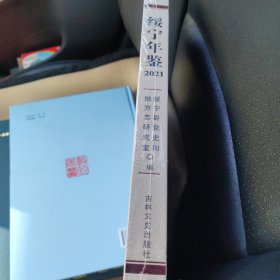 绥宁年鉴
2021
绥宁县党史和
地方志研究室 编
吉林文史出版社